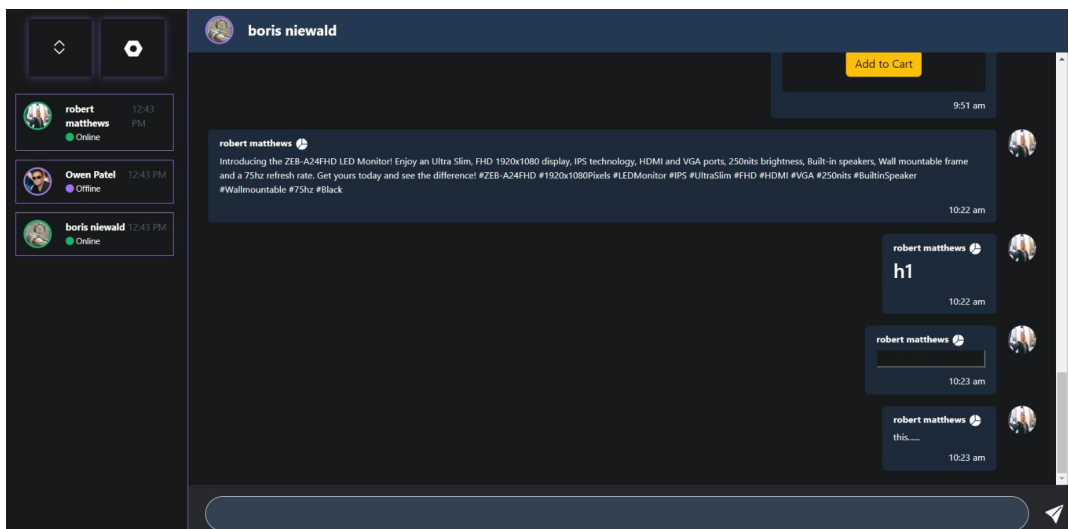 boris niewald
robert matthews
12:43 PM
Online
Owen Patel 12:43 PM
Offline
boris niewald 12:43 PM
Online
Add to Cart
9:51 am
robert matthews
Introducing the ZEB-A24FHD LED Monitor! Enjoy an Ultra Slim, FHD 1920x1080 display, IPS technology, HDMI and VGA ports, 250nits brightness, Built-in speakers, Wall mountable frame
and a 75hz refresh rate. Get yours today and see the difference! #ZEB-A24FHD #1920x1080Pixels #LEDMonitor #IPS #UltraSlim #FHD #HDMI #VGA #250nits #BuiltinSpeaker
#Wallmountable #75hz #Black
10:22 am
robert matthews
h1
10:22 am
robert matthews
10:23 am
robert matthews
this.....
10:23 am